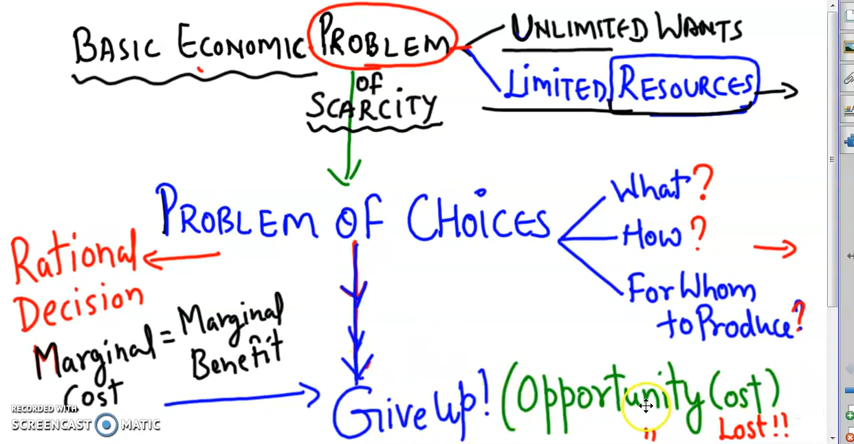 BASIC ECONOMIC PROBLEM
of
SCARCITY
UNLIMITED WANTS
LIMITED RESOURCES
PROBLEM OF CHOICES
What?
How?
For Whom
to Produce?
Rational
Decision
Marginal = Marginal
Cost Benefit
Give up! (Opportunity Cost)
Lost!!
RECORDED WITH
SCREENCAST MATIC